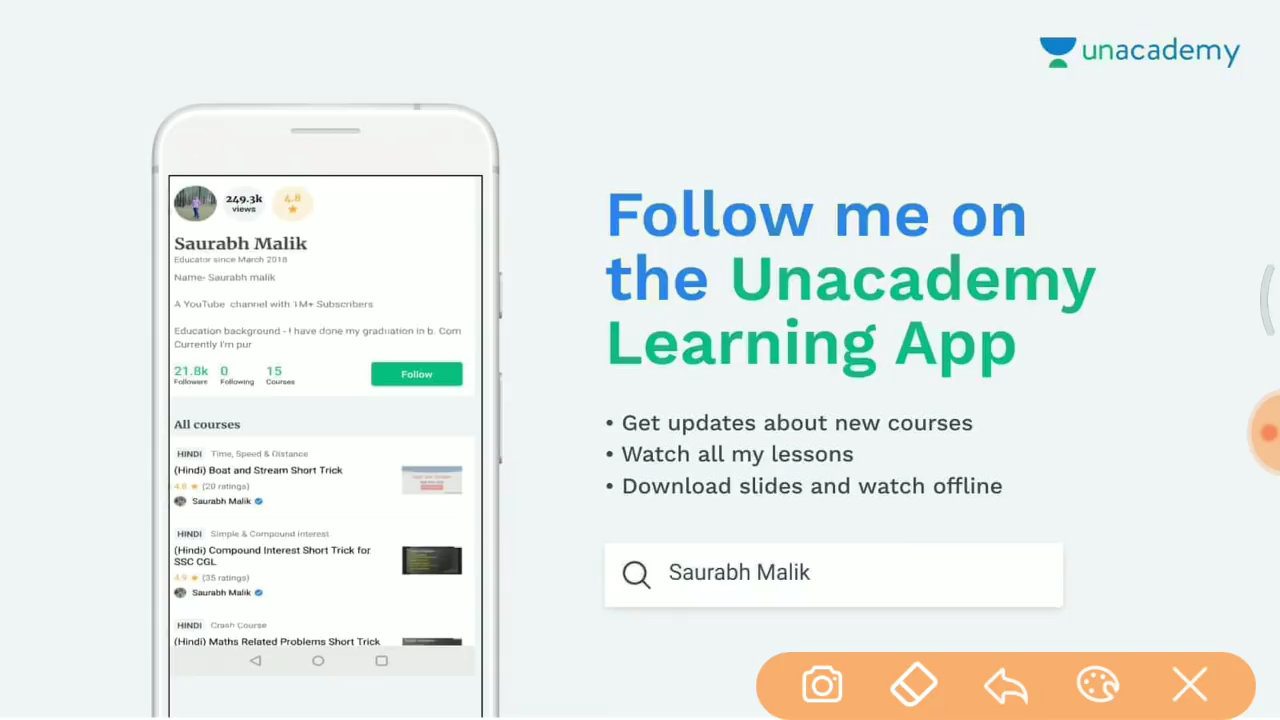 unacademy
249.3k
views
4.8
Saurabh Malik
Educator since March 2018
Name- Saurabh malik
A YouTube channel with 1M+ Subscribers
Education background - I have done my graduation in b. Com
Currently I'm pur
21.8k 0 15
Followers Following Courses
Follow
All courses
HINDI Time, Speed & Distance
(Hindi) Boat and Stream Short Trick
4.8 ★ (20 ratings)
Saurabh Malik
HINDI Simple & Compound Interest
(Hindi) Compound Interest Short Trick for
SSC CGL
4.9 ★ (35 ratings)
Saurabh Malik
HINDI Crash Course
(Hindi) Maths Related Problems Short Trick
Follow me on
the Unacademy
Learning App
• Get updates about new courses
• Watch all my lessons
• Download slides and watch offline
Saurabh Malik